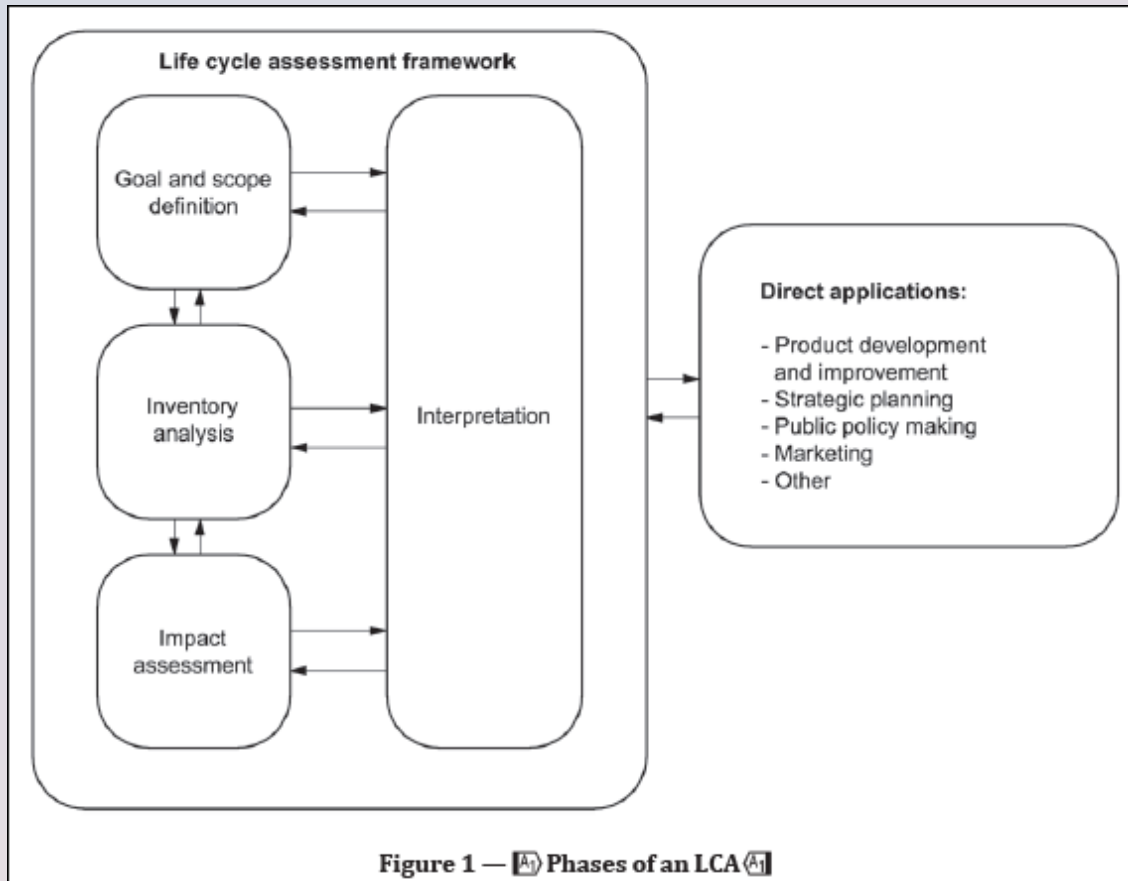 Life cycle assessment framework
Goal and scope
definition
Inventory
analysis
Impact
assessment
Interpretation
Direct applications:
- Product development
and improvement
- Strategic planning
- Public policy making
- Marketing
- Other
Figure 1 — A1 Phases of an LCA A1